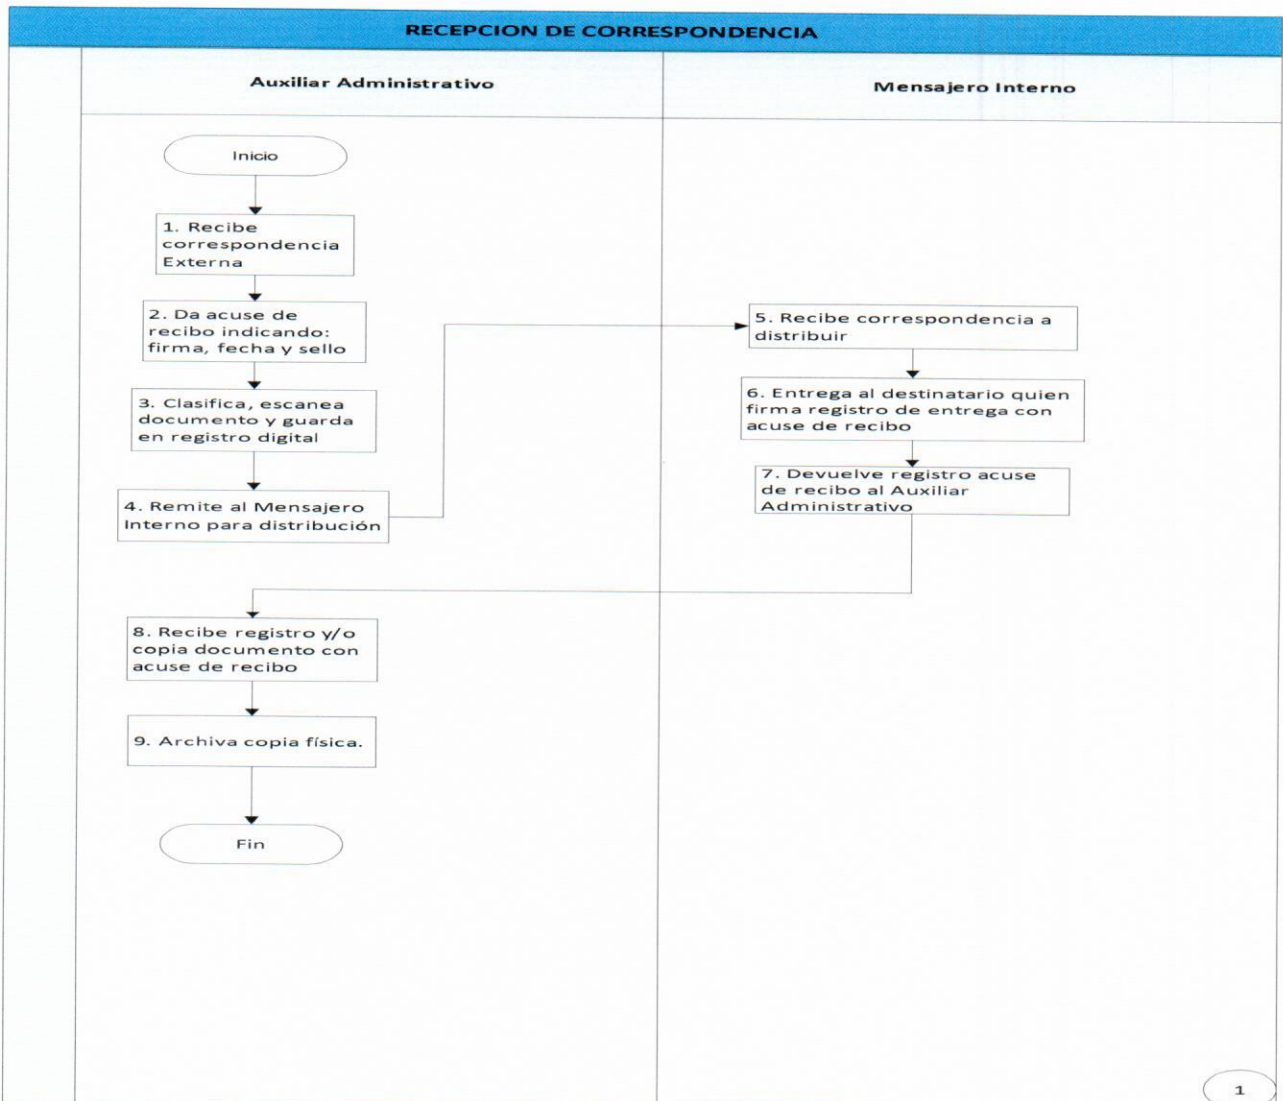 RECEPCION DE CORRESPONDENCIA
Auxiliar Administrativo
Mensajero Interno
Inicio
1. Recibe
correspondencia
Externa
2. Da acuse de
recibo indicando:
firma, fecha y sello
3. Clasifica, escanea
documento y guarda
en registro digital
4. Remite al Mensajero
Interno para distribución
5. Recibe correspondencia a
distribuir
6. Entrega al destinatario quien
firma registro de entrega con
acuse de recibo
7. Devuelve registro acuse
de recibo al Auxiliar
Administrativo
8. Recibe registro y/o
copia documento con
acuse de recibo
9. Archiva copia física.
Fin
1